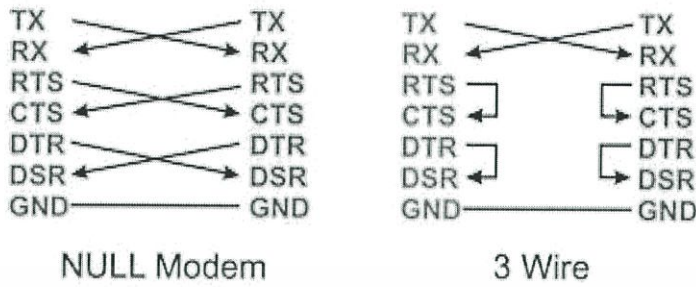 TX TX TX TX
RX RX RX RX
RTS RTS RTS RTS
CTS CTS CTS CTS
DTR DTR DTR DTR
DSR DSR DSR DSR
GND GND GND GND
NULL Modem 3 Wire